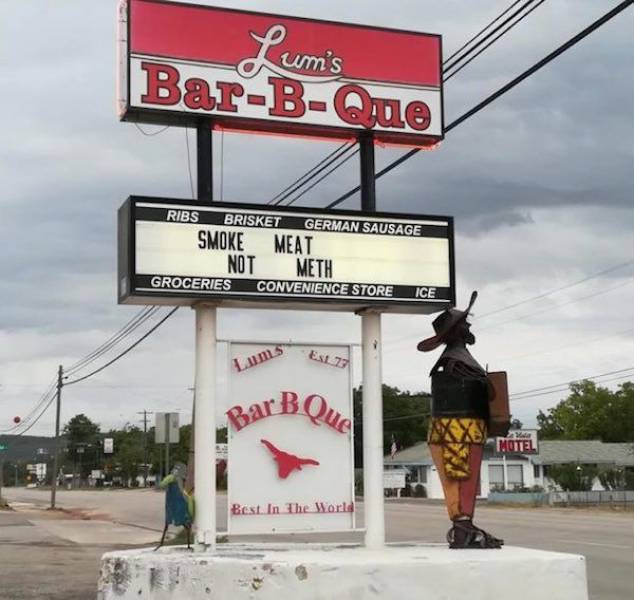 Lum's
Bar-B-Que
RIBS BRISKET GERMAN SAUSAGE
SMOKE MEAT
NOT METH
GROCERIES CONVENIENCE STORE ICE
Lums Est. 77
Bar B Que
Best In The World
MOTEL